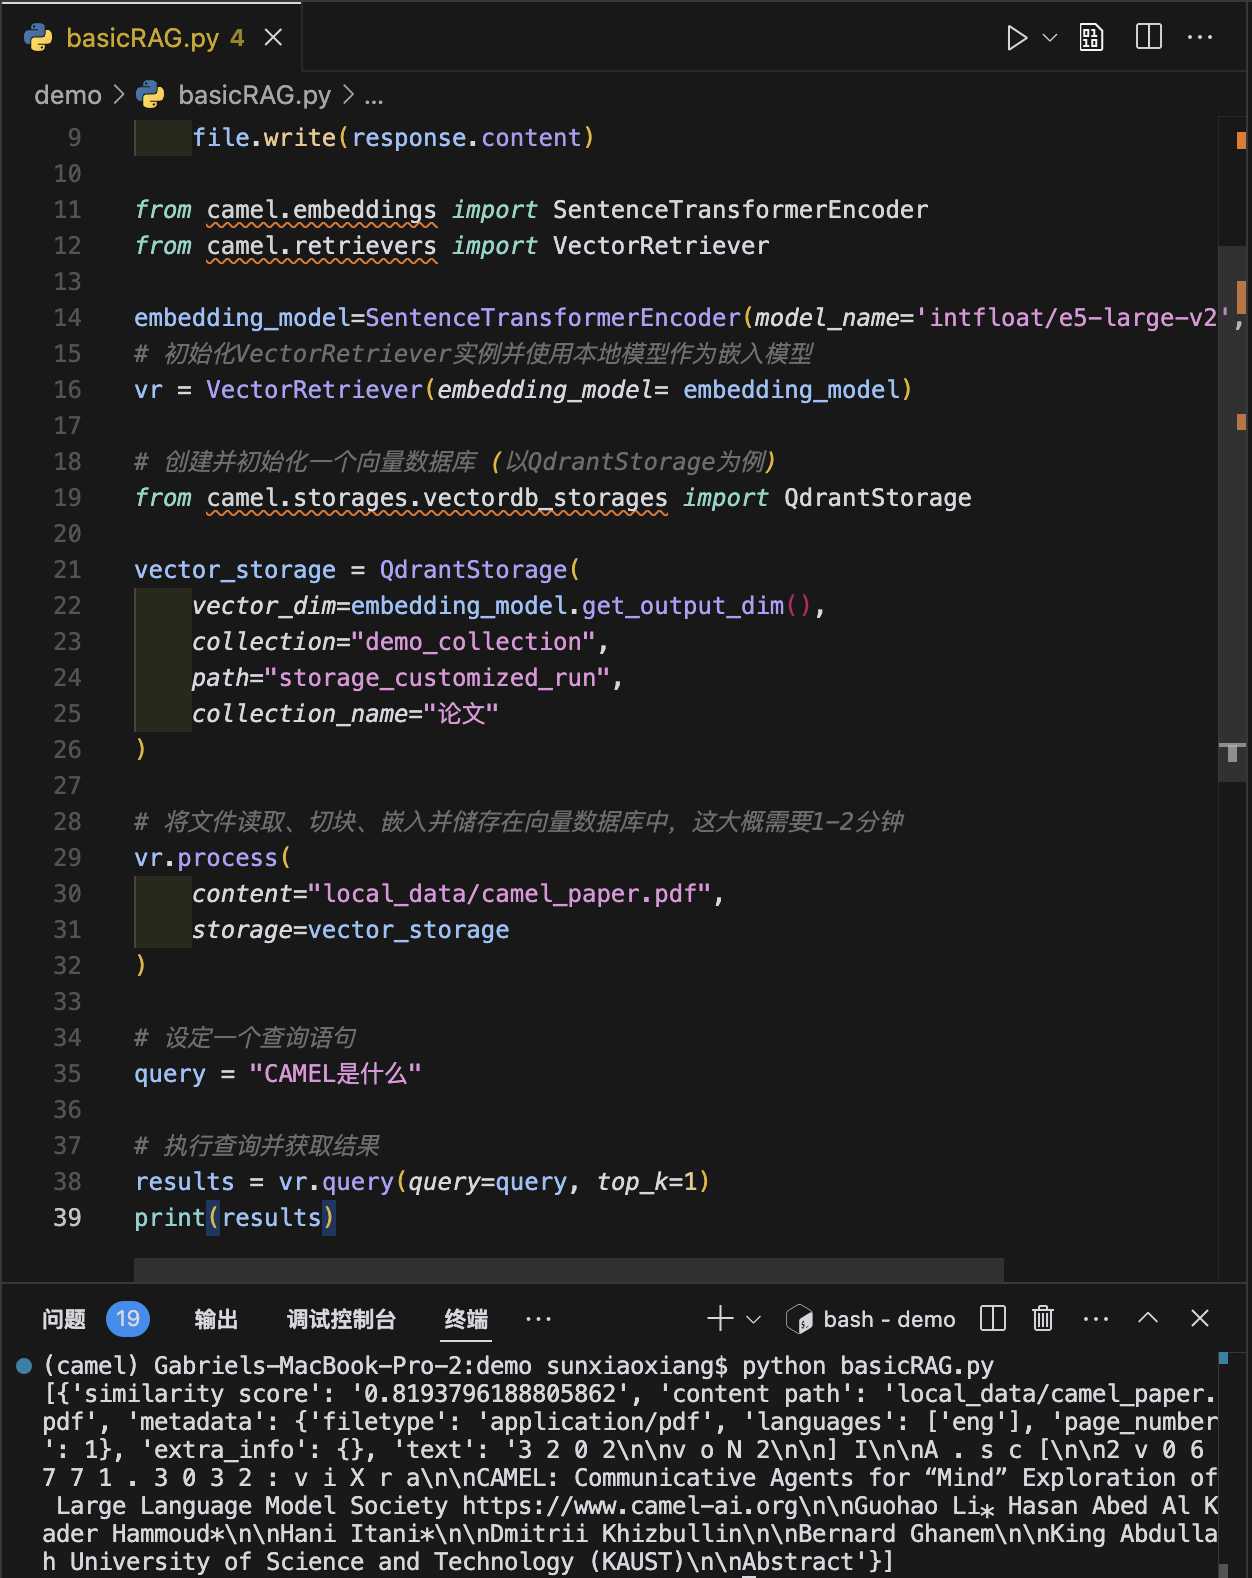 basicRAG.py 4
demo > basicRAG.py > ...
9 file.write(response.content)
10
11 from camel.embeddings import SentenceTransformerEncoder
12 from camel.retrievers import VectorRetriever
13
14 embedding_model=SentenceTransformerEncoder(model_name='intfloat/e5-large-v2',
15 # 初始化VectorRetriever实例并使用本地模型作为嵌入模型
16 vr = VectorRetriever(embedding_model= embedding_model)
17
18 # 创建并初始化一个向量数据库 (以QdrantStorage为例)
19 from camel.storages.vectordb_storages import QdrantStorage
20
21 vector_storage = QdrantStorage(
22 vector_dim=embedding_model.get_output_dim(),
23 collection="demo_collection",
24 path="storage_customized_run",
25 collection_name="论文"
26 )
27
28 # 将文件读取、切块、嵌入并储存在向量数据库中，这大概需要1-2分钟
29 vr.process(
30 content="local_data/camel_paper.pdf",
31 storage=vector_storage
32 )
33
34 # 设定一个查询语句
35 query = "CAMEL是什么"
36
37 # 执行查询并获取结果
38 results = vr.query(query=query, top_k=1)
39 print(results)
问题 19 输出 调试控制台 终端 ... bash - demo
(camel) Gabriels-MacBook-Pro-2:demo sunxiaoxiang$ python basicRAG.py
[{'similarity score': '0.8193796188805862', 'content path': 'local_data/camel_paper.
pdf', 'metadata': {'filetype': 'application/pdf', 'languages': ['eng'], 'page_number
': 1}, 'extra_info': {}, 'text': '3 2 0 2\n\nv o N 2\n\n] I\n\nA . s c [\n\n2 v 0 6
7 7 1 . 3 0 3 2 : v i X r a\n\nCAMEL: Communicative Agents for “Mind” Exploration of
Large Language Model Society https://www.camel-ai.org\n\nGuohao Li∗ Hasan Abed Al K
ader Hammoud*\n\nHani Itani*\n\nDmitrii Khizbullin\n\nBernard Ghanem\n\nKing Abdulla
h University of Science and Technology (KAUST)\n\nAbstract'}]